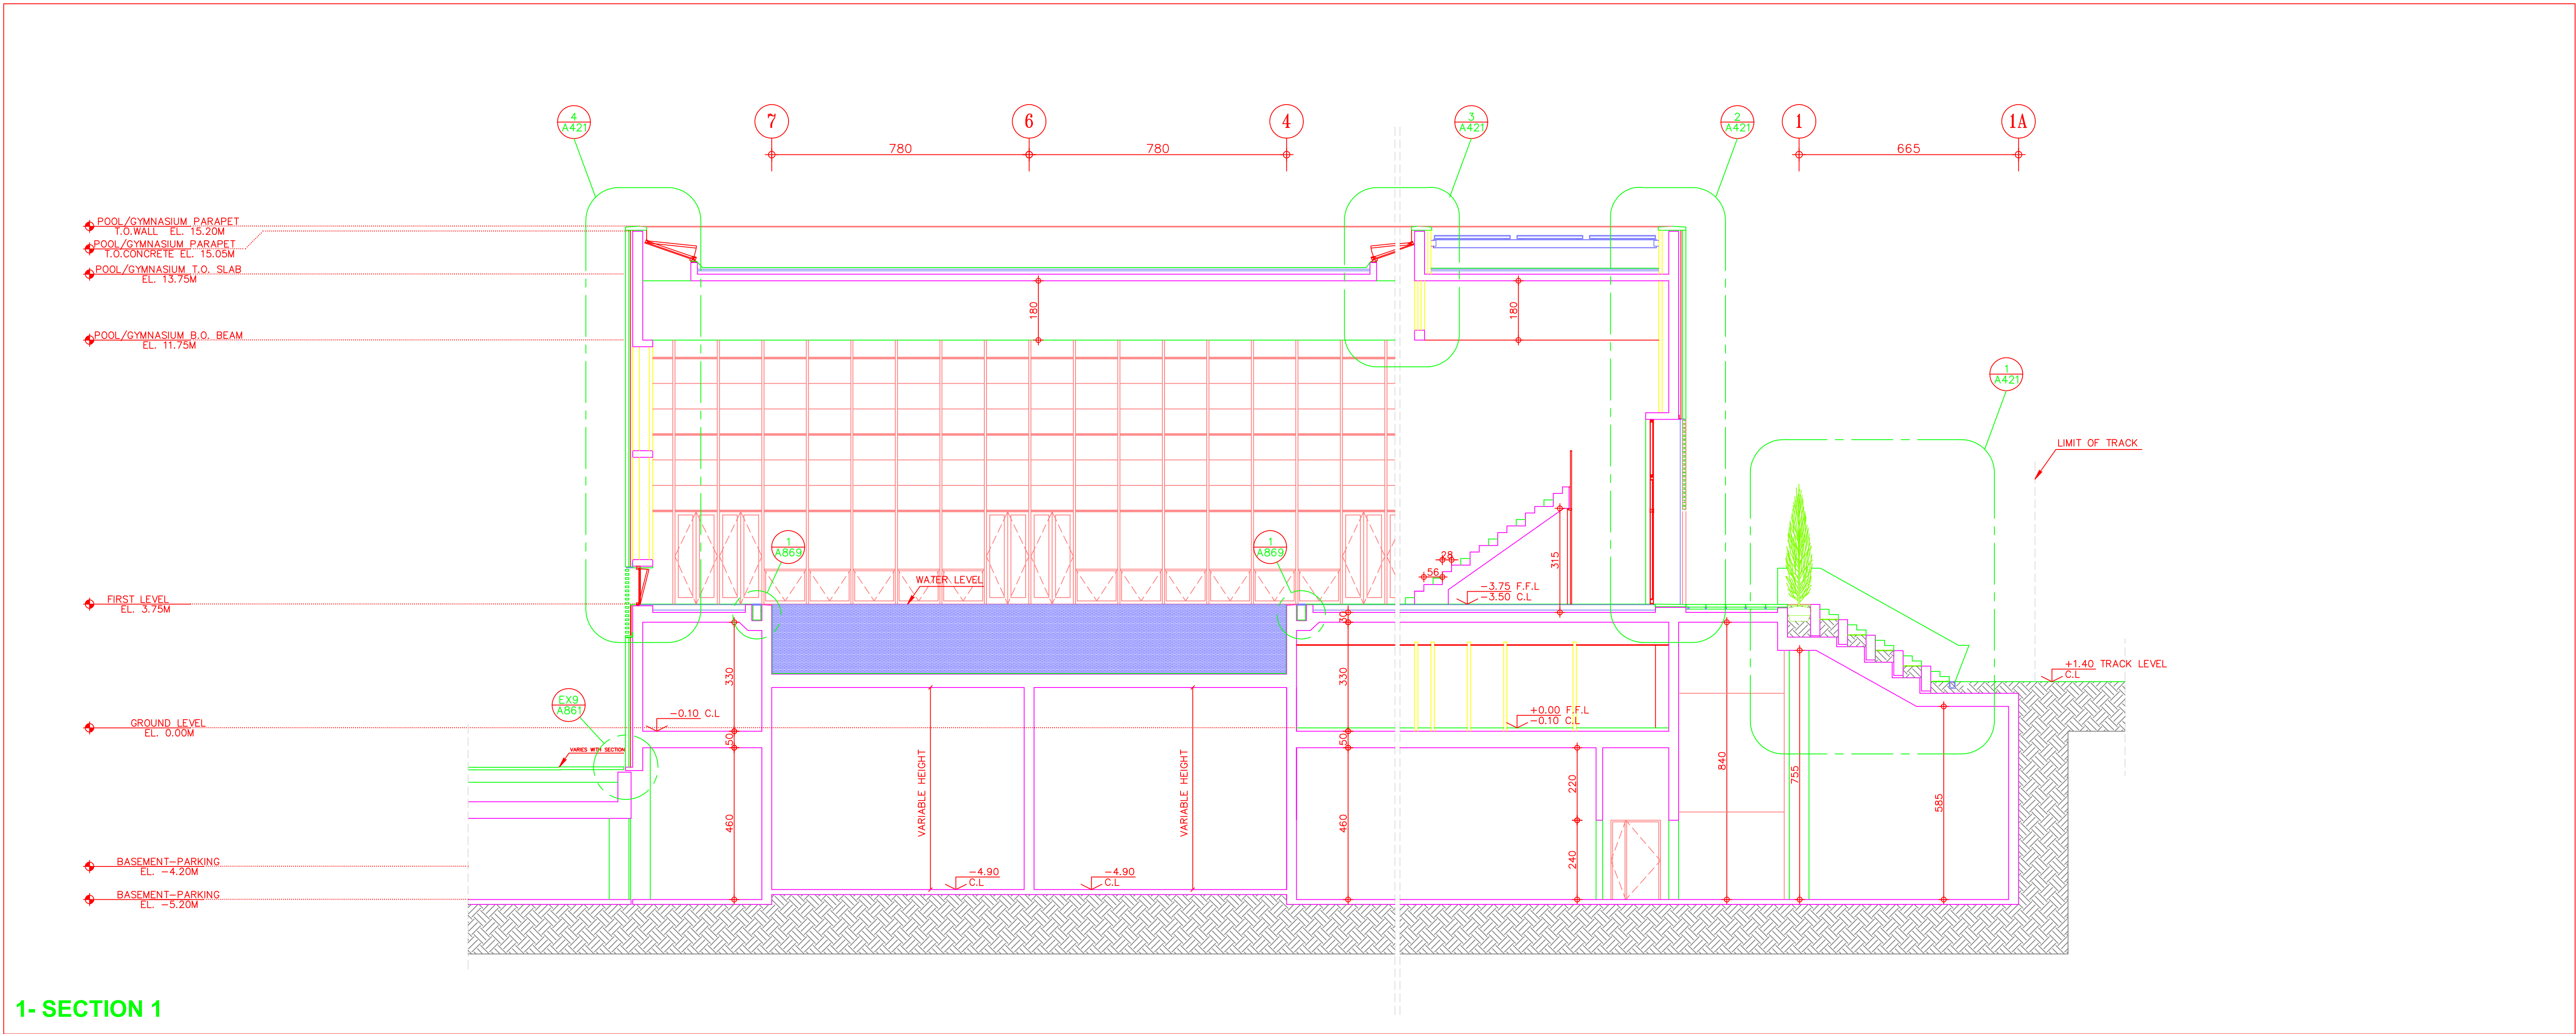 4
A421
7
6
4
3
A421
2
A421
1
1A
780
780
665
POOL/GYMNASIUM PARAPET
T.O.WALL EL. 15.20M
POOL/GYMNASIUM PARAPET
T.O.CONCRETE EL. 15.05M
POOL/GYMNASIUM T.O. SLAB
EL. 13.75M
180
180
POOL/GYMNASIUM B.O. BEAM
EL. 11.75M
1
A421
LIMIT OF TRACK
1
A869
1
A869
28
56
315
WATER LEVEL
-3.75 F.F.L
-3.50 C.L
FIRST LEVEL
EL. 3.75M
30
330
330
+1.40 TRACK LEVEL
C.L
EX9
A861
-0.10 C.L
+0.00 F.F.L
-0.10 C.L
GROUND LEVEL
EL. 0.00M
50
50
VARIES WITH SECTION
VARIABLE HEIGHT
VARIABLE HEIGHT
220
840
755
585
460
460
240
BASEMENT-PARKING
EL. -4.20M
-4.90
C.L
-4.90
C.L
BASEMENT-PARKING
EL. -5.20M
1- SECTION 1